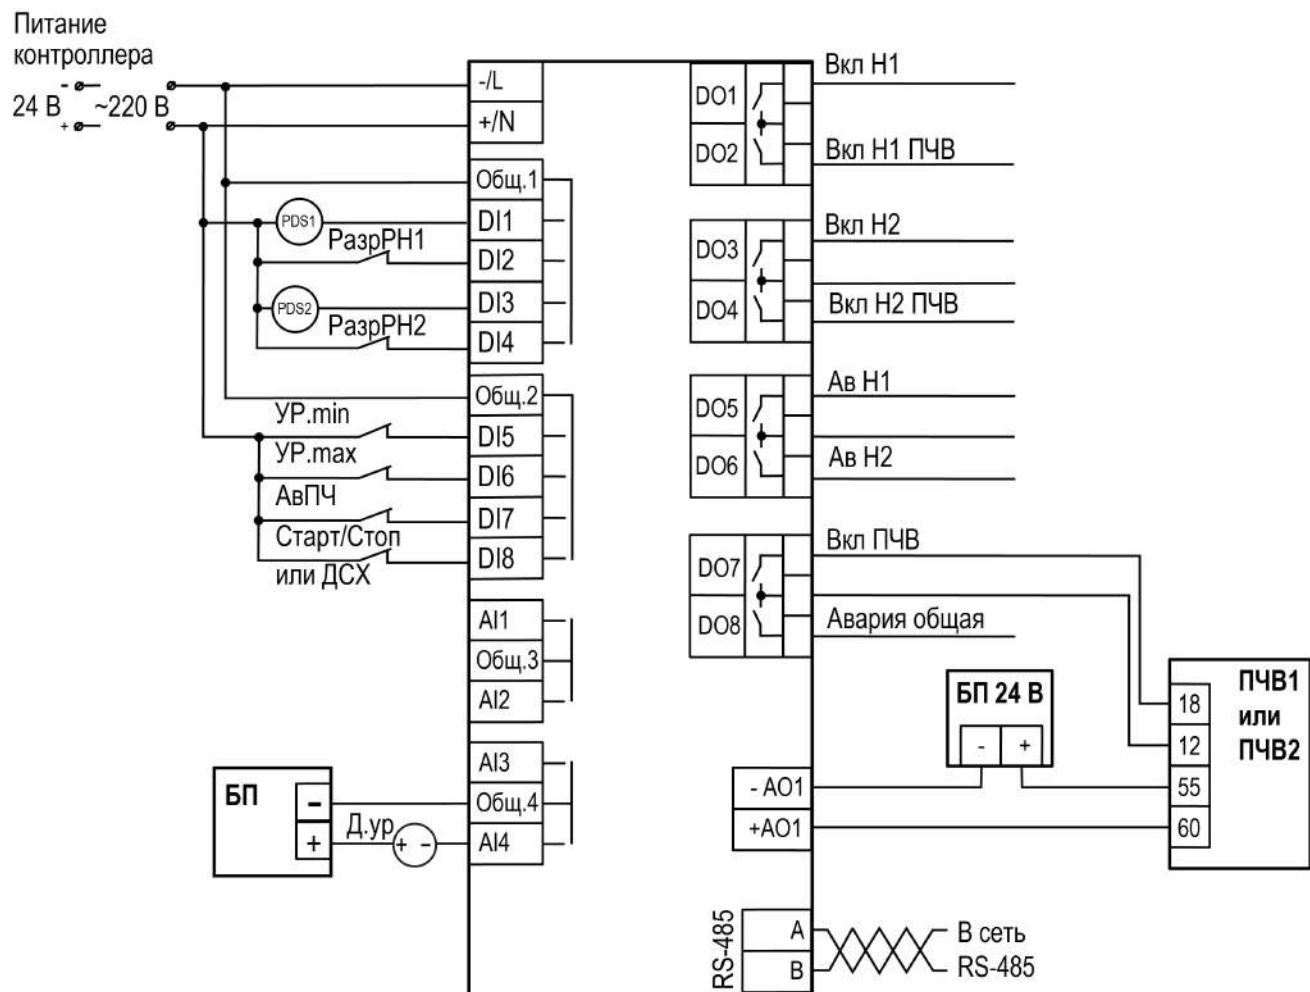 Питание
контроллера
-
24 В
+
~220 В
-/L
+/N
Общ.1
PDS1
DI1
РазрРН1
DI2
PDS2
DI3
РазрРН2
DI4
Общ.2
УР.min
DI5
УР.max
DI6
АвПЧ
DI7
Старт/Стоп
или ДСХ
DI8
AI1
Общ.3
AI2
AI3
БП
-
Общ.4
+
Д.ур
+ -
AI4
DO1
Вкл Н1
DO2
Вкл Н1 ПЧВ
DO3
Вкл Н2
DO4
Вкл Н2 ПЧВ
DO5
Ав Н1
DO6
Ав Н2
DO7
Вкл ПЧВ
DO8
Авария общая
БП 24 В
- +
ПЧВ1
или
ПЧВ2
18
12
55
60
- AO1
+AO1
RS-485
A
B
В сеть
RS-485